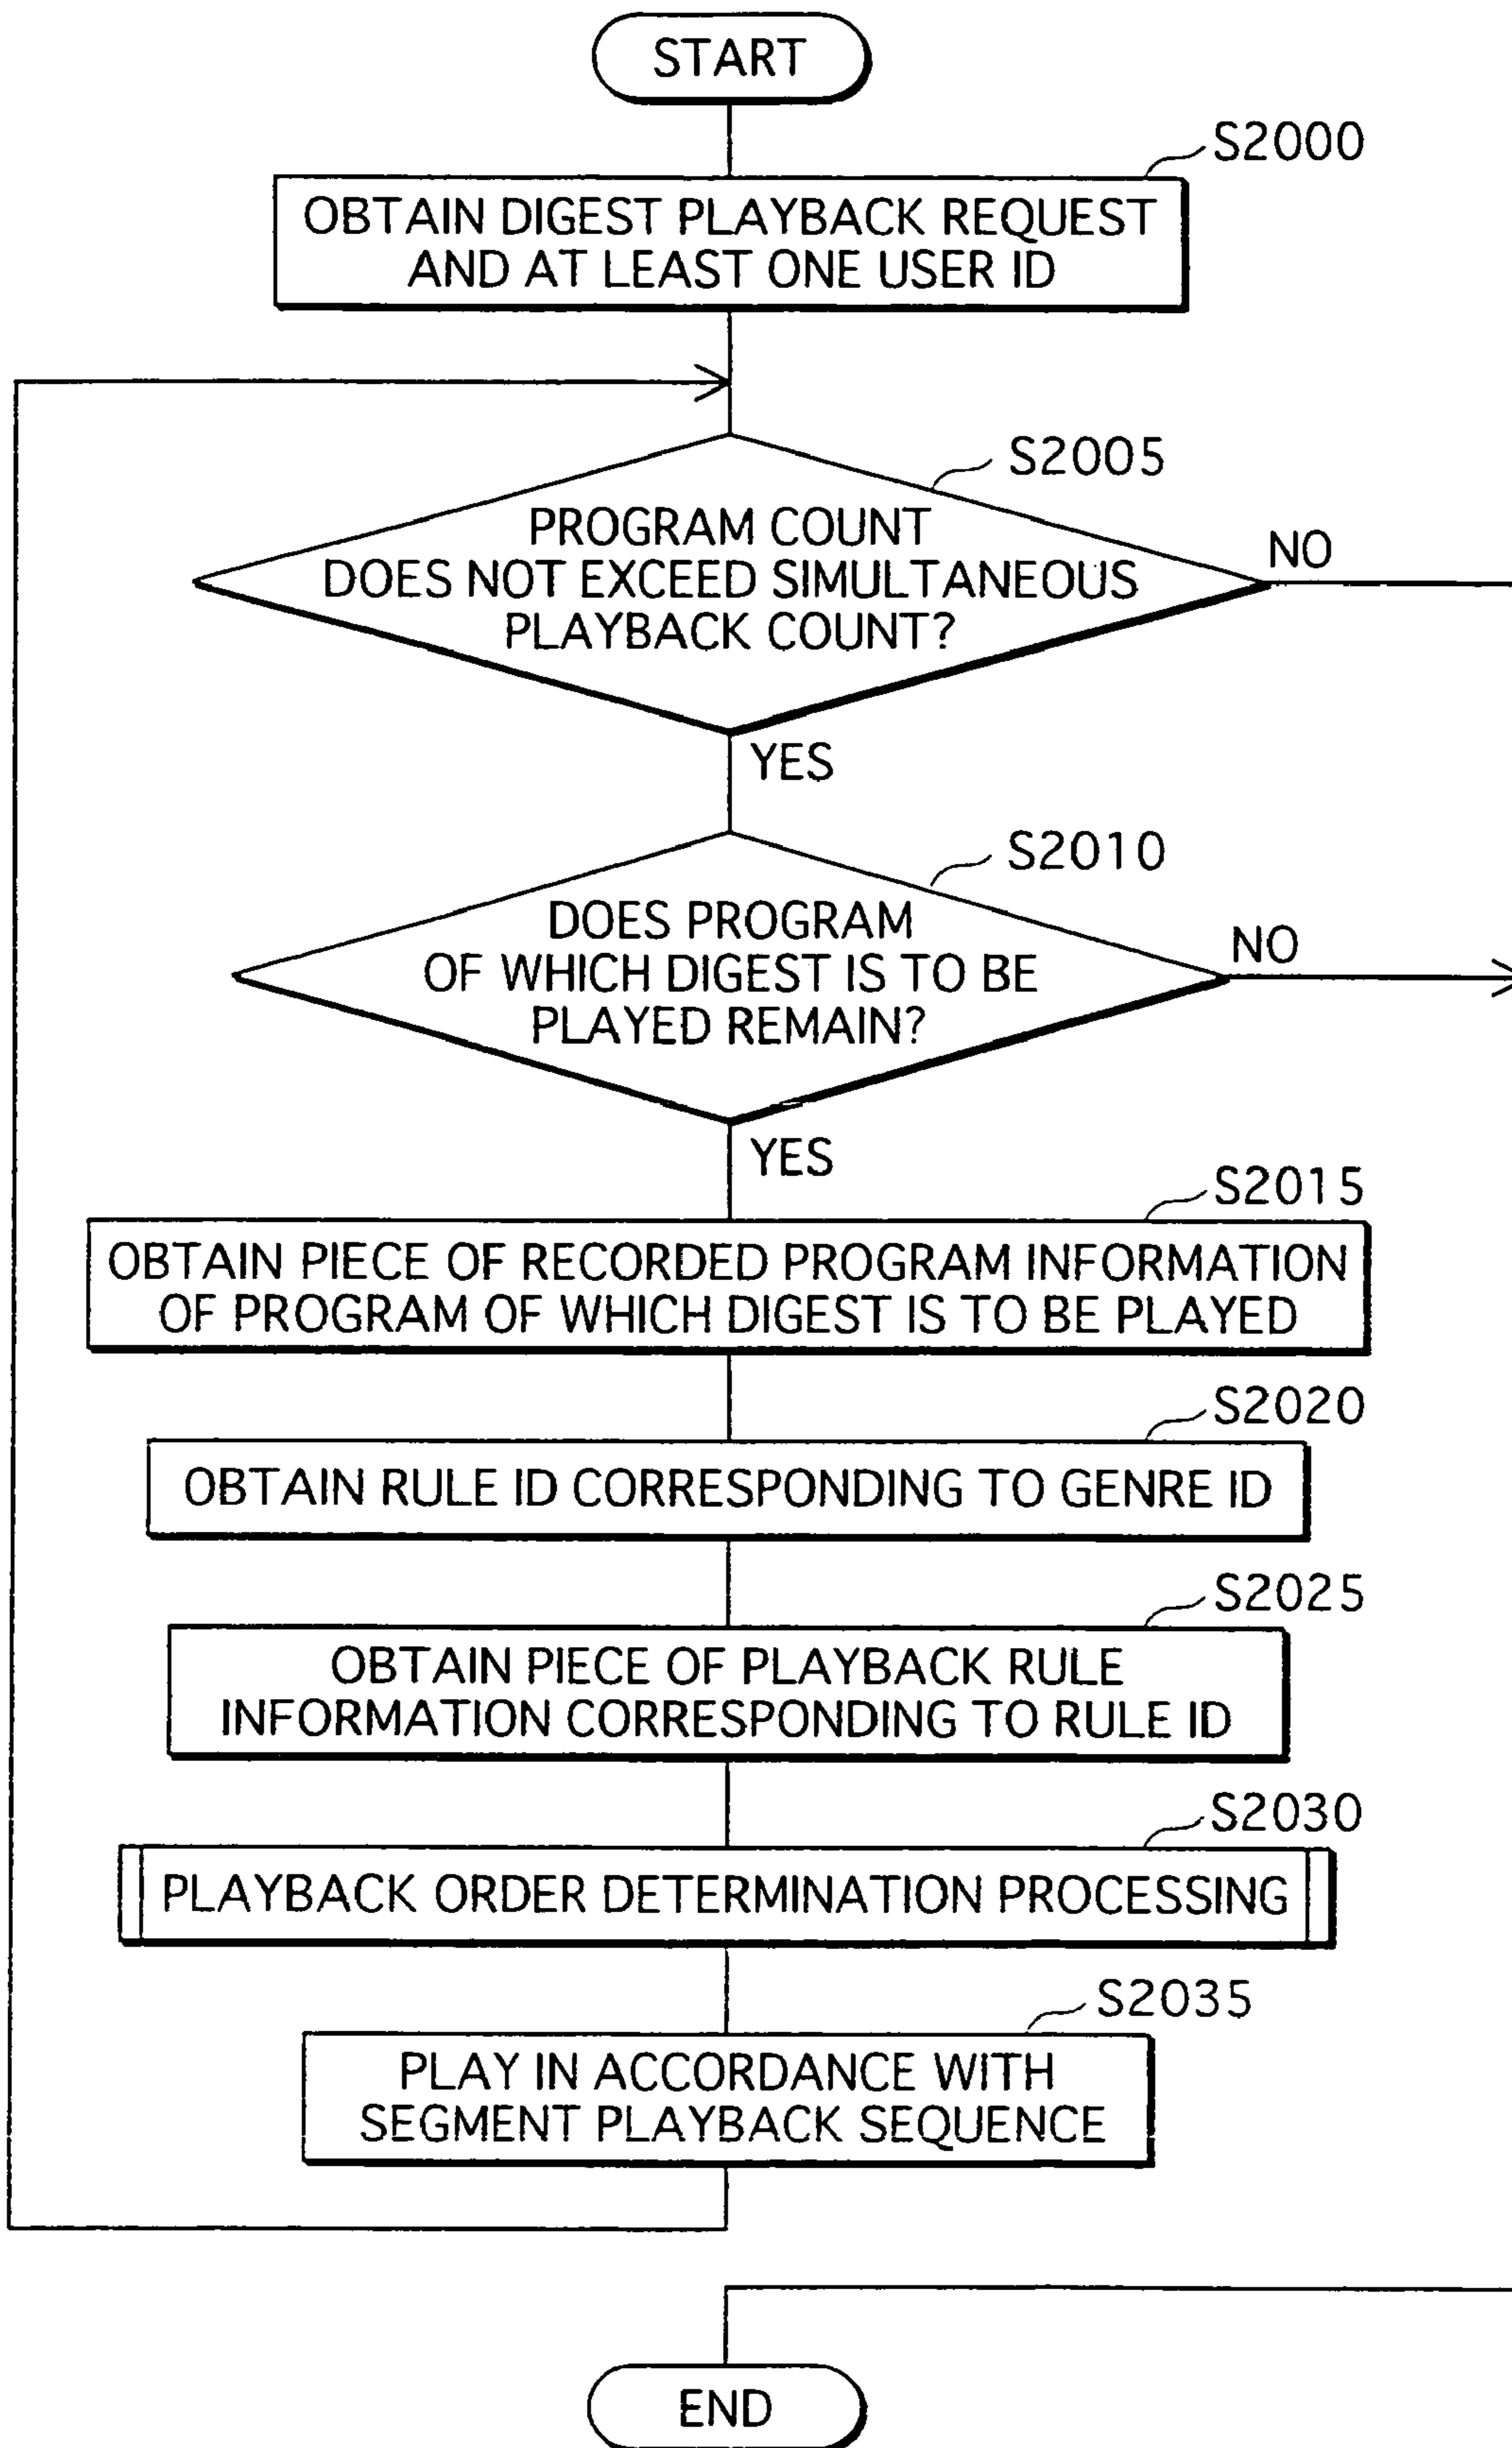 START
S2000
OBTAIN DIGEST PLAYBACK REQUEST
AND AT LEAST ONE USER ID
S2005
PROGRAM COUNT
DOES NOT EXCEED SIMULTANEOUS
PLAYBACK COUNT?
NO
YES
S2010
DOES PROGRAM
OF WHICH DIGEST IS TO BE
PLAYED REMAIN?
NO
YES
S2015
OBTAIN PIECE OF RECORDED PROGRAM INFORMATION
OF PROGRAM OF WHICH DIGEST IS TO BE PLAYED
S2020
OBTAIN RULE ID CORRESPONDING TO GENRE ID
S2025
OBTAIN PIECE OF PLAYBACK RULE
INFORMATION CORRESPONDING TO RULE ID
S2030
PLAYBACK ORDER DETERMINATION PROCESSING
S2035
PLAY IN ACCORDANCE WITH
SEGMENT PLAYBACK SEQUENCE
END